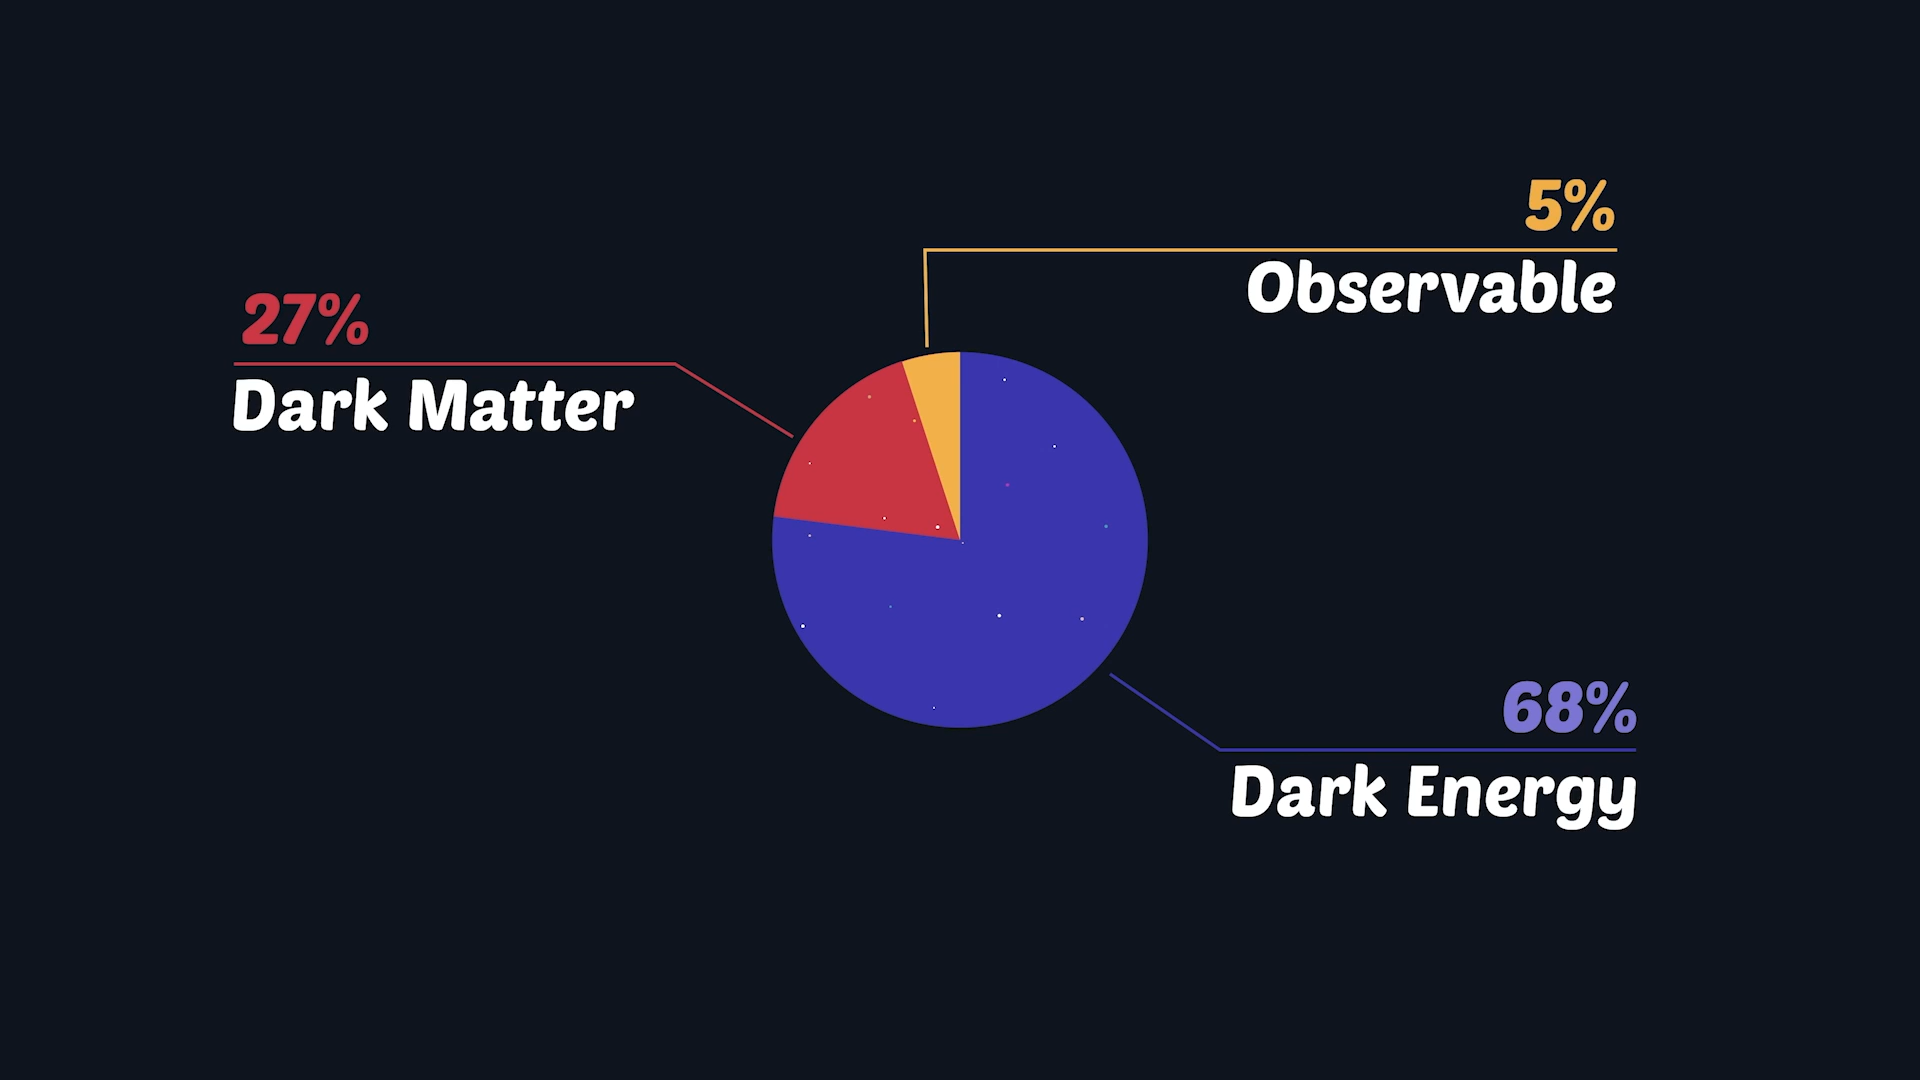 5%
Observable
27%
Dark Matter
68%
Dark Energy